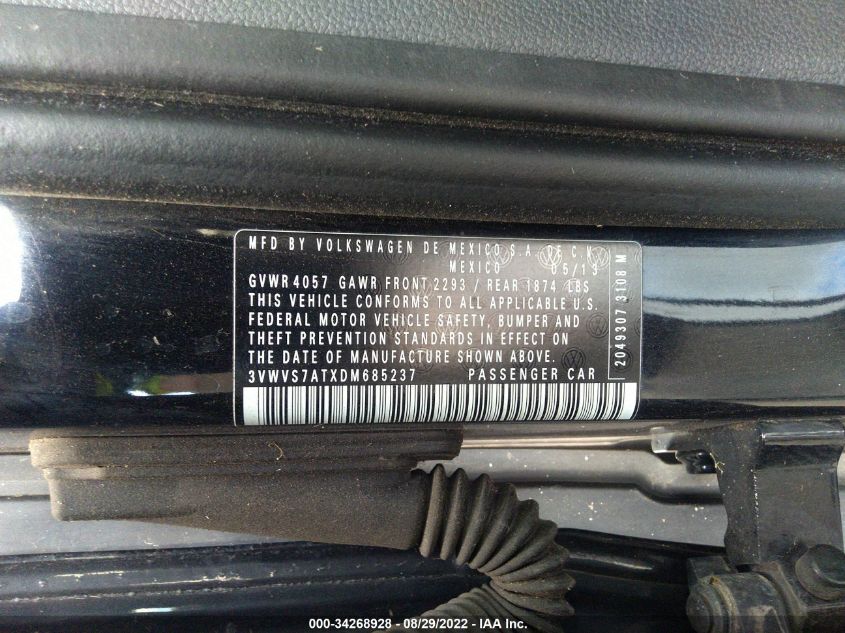 MFD BY VOLKSWAGEN DE MEXICO S.A. DE C.V.
MEXICO 05/13
GVWR 4057 GAWR FRONT 2293 / REAR 1874 LBS
THIS VEHICLE CONFORMS TO ALL APPLICABLE U.S.
FEDERAL MOTOR VEHICLE SAFETY, BUMPER AND
THEFT PREVENTION STANDARDS IN EFFECT ON
THE DATE OF MANUFACTURE SHOWN ABOVE.
3VWVS7ATXDM685237 PASSENGER CAR
2049307 3108 M
000-34268928 - 08/29/2022 - IAA Inc.